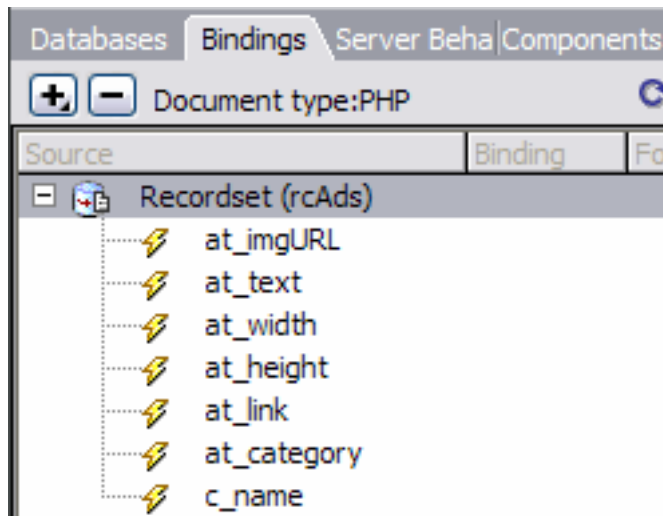 Databases Bindings Server Beha Components
Document type:PHP
Source Binding Fo
Recordset (rcAds)
at_imgURL
at_text
at_width
at_height
at_link
at_category
c_name